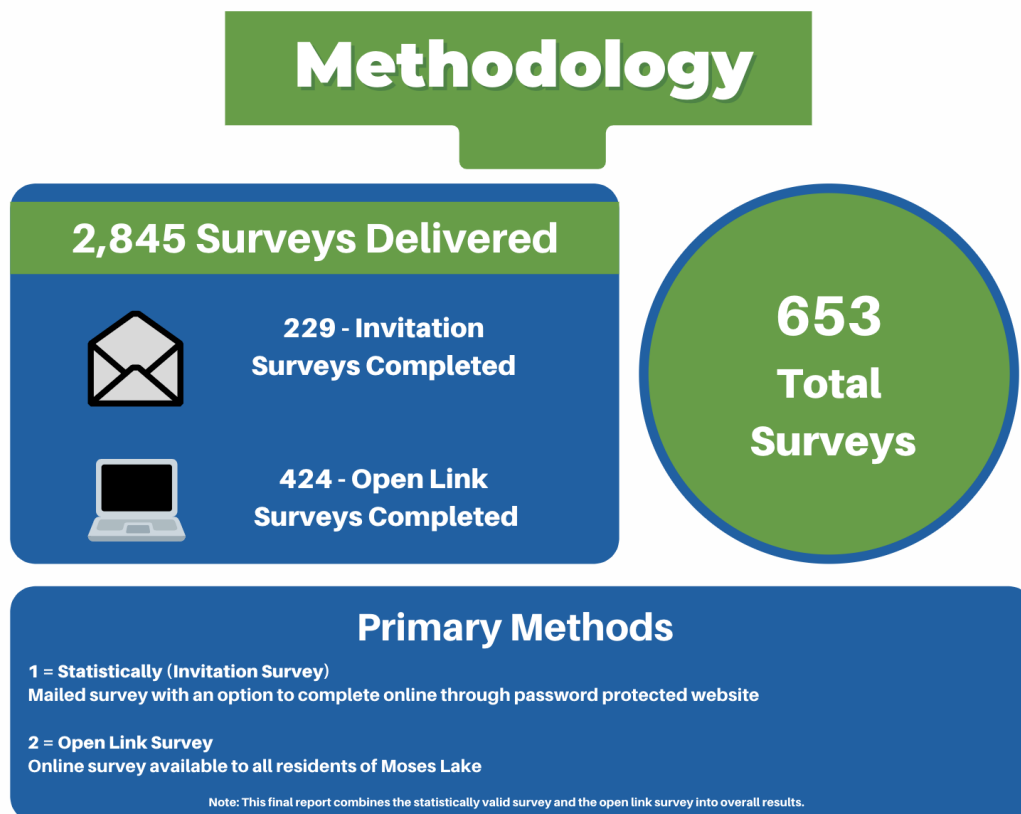 Methodology
2,845 Surveys Delivered
229 - Invitation
Surveys Completed
424 - Open Link
Surveys Completed
653
Total
Surveys
Primary Methods
1 = Statistically (Invitation Survey)
Mailed survey with an option to complete online through password protected website
2 = Open Link Survey
Online survey available to all residents of Moses Lake
Note: This final report combines the statistically valid survey and the open link survey into overall results.